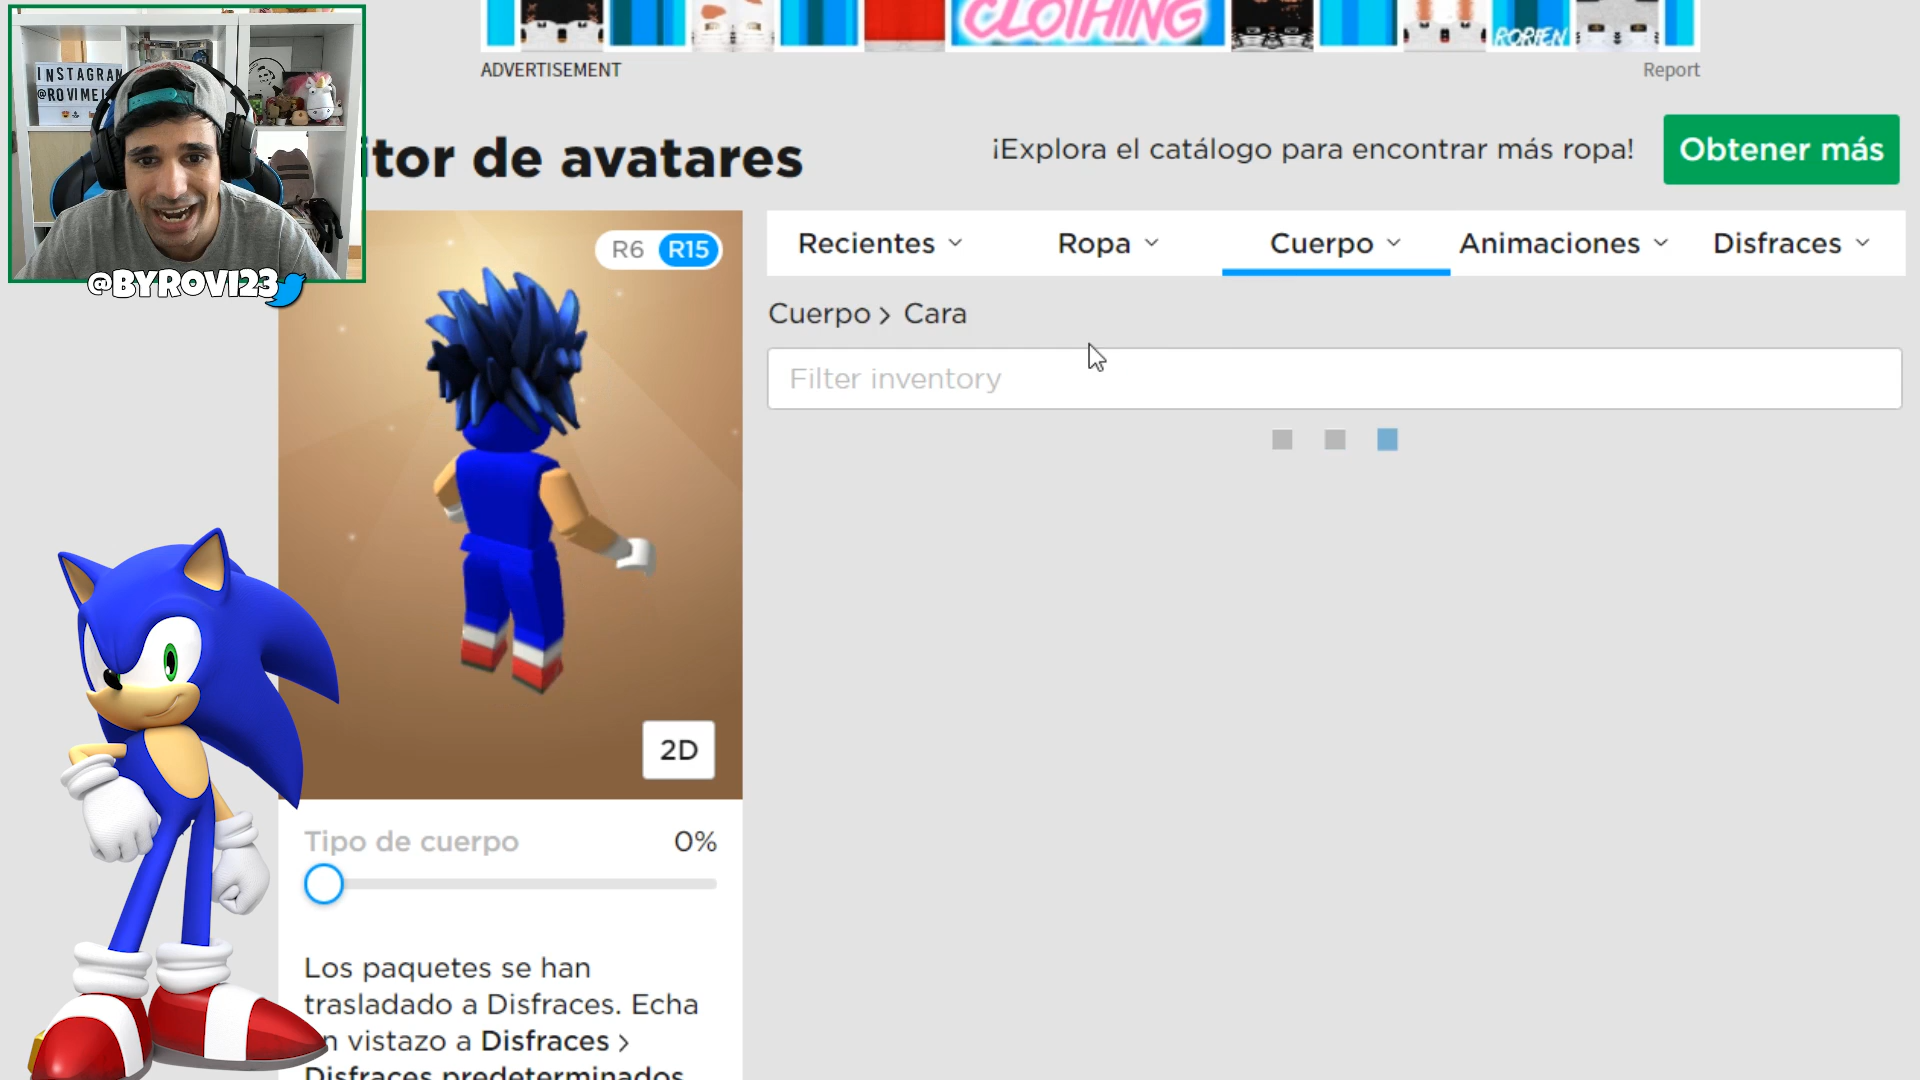 CLOTHING
RORIEN
ADVERTISEMENT
Report
INSTAGRAM
@ROVIME
@BYROVI23
itor de avatares
¡Explora el catálogo para encontrar más ropa!
Obtener más
R6 R15
Recientes
Ropa
Cuerpo
Animaciones
Disfraces
Cuerpo > Cara
Filter inventory
2D
Tipo de cuerpo
0%
Los paquetes se han
trasladado a Disfraces. Echa
n vistazo a Disfraces >
Disfraces predeterminados